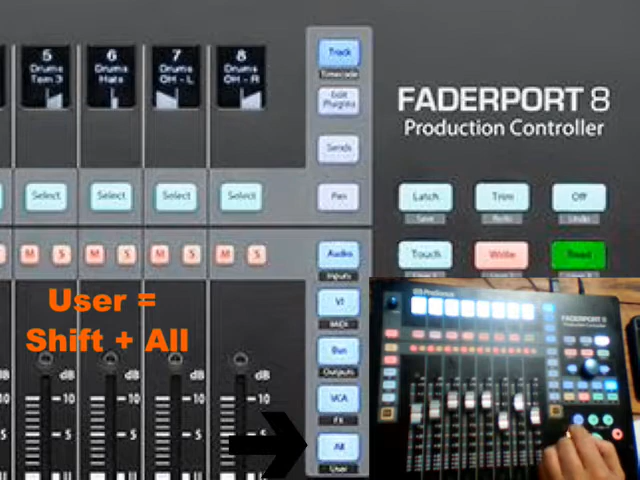 5 6 7 8
Drums Drums Drums Drums
Tom 3 Hats OH - L OH - R
Track
Timecode
Edit
Plugins
Sends
Pan
FADERPORT 8
Production Controller
Select Select Select Select
Latch Trim Off
Save Redo Undo
M S M S M S M S
Audio
Inputs
Touch Write Read
VI
MIDI
Bus
Outputs
VCA
FX
All
User
User =
Shift + All
dB dB dB dB
10 10 10 10
5 5 5 5
PreSonus
FADERPORT 8
Production Controller